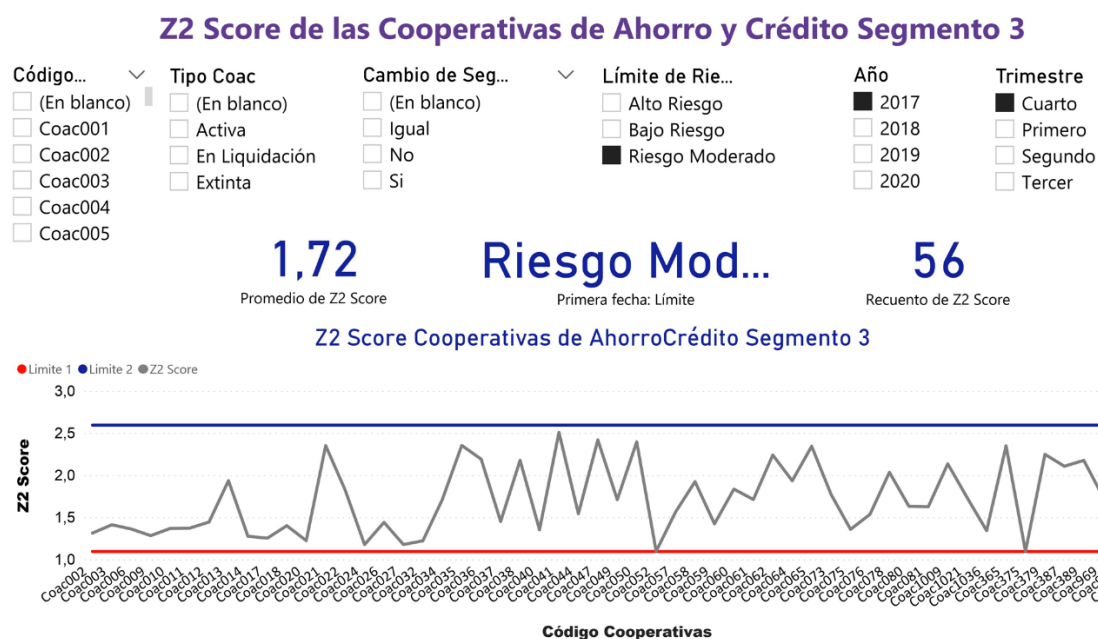 Z2 Score de las Cooperativas de Ahorro y Crédito Segmento 3
Código...
(En blanco)
Coac001
Coac002
Coac003
Coac004
Coac005
Tipo Coac
(En blanco)
Activa
En Liquidación
Extinta
Cambio de Seg...
(En blanco)
Igual
No
Si
Límite de Rie...
Alto Riesgo
Bajo Riesgo
Riesgo Moderado
Año
2017
2018
2019
2020
Trimestre
Cuarto
Primero
Segundo
Tercer
1,72
Promedio de Z2 Score
Riesgo Mod...
Primera fecha: Límite
56
Recuento de Z2 Score
Z2 Score Cooperativas de AhorroCrédito Segmento 3
Limite 1 Limite 2 Z2 Score
Z2 Score
3,0
2,5
2,0
1,5
1,0
Coac002
Coac003
Coac006
Coac009
Coac010
Coac011
Coac012
Coac013
Coac014
Coac017
Coac018
Coac020
Coac021
Coac022
Coac024
Coac026
Coac027
Coac032
Coac034
Coac035
Coac036
Coac037
Coac038
Coac040
Coac041
Coac044
Coac047
Coac049
Coac050
Coac052
Coac057
Coac058
Coac059
Coac060
Coac061
Coac062
Coac064
Coac065
Coac073
Coac075
Coac076
Coac078
Coac080
Coac081
Coac1009
Coac1021
Coac1036
Coac365
Coac375
Coac379
Coac387
Coac389
Coac969
Código Cooperativas